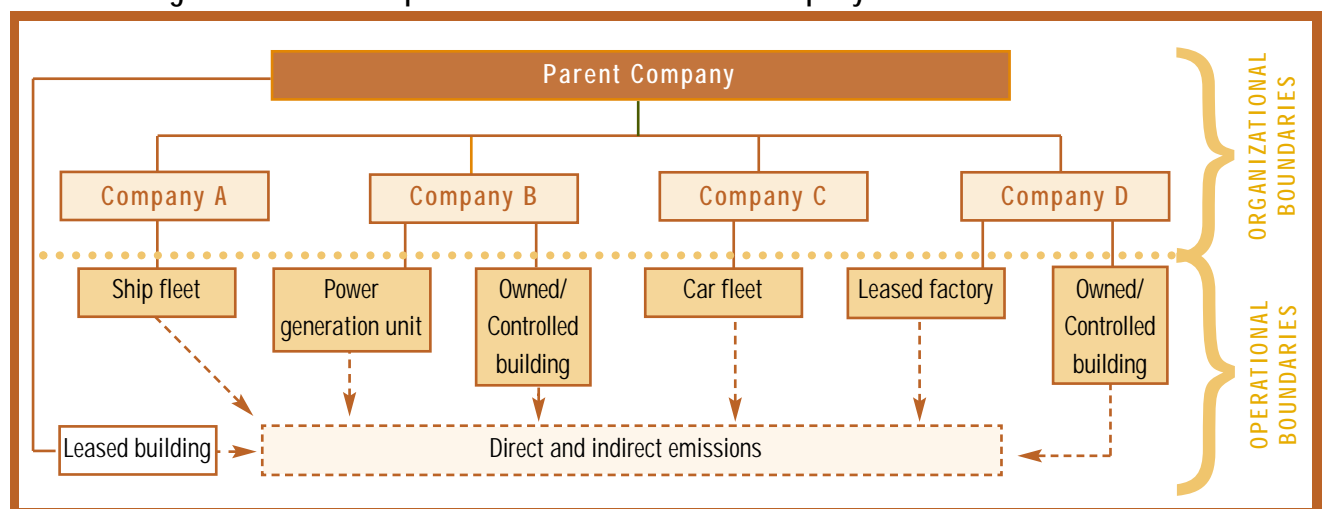 Parent Company
ORGANIZATIONAL
BOUNDARIES
Company A
Company B
Company C
Company D
Ship fleet
Power
generation unit
Owned/
Controlled
building
Car fleet
Leased factory
Owned/
Controlled
building
OPERATIONAL
BOUNDARIES
Leased building
Direct and indirect emissions